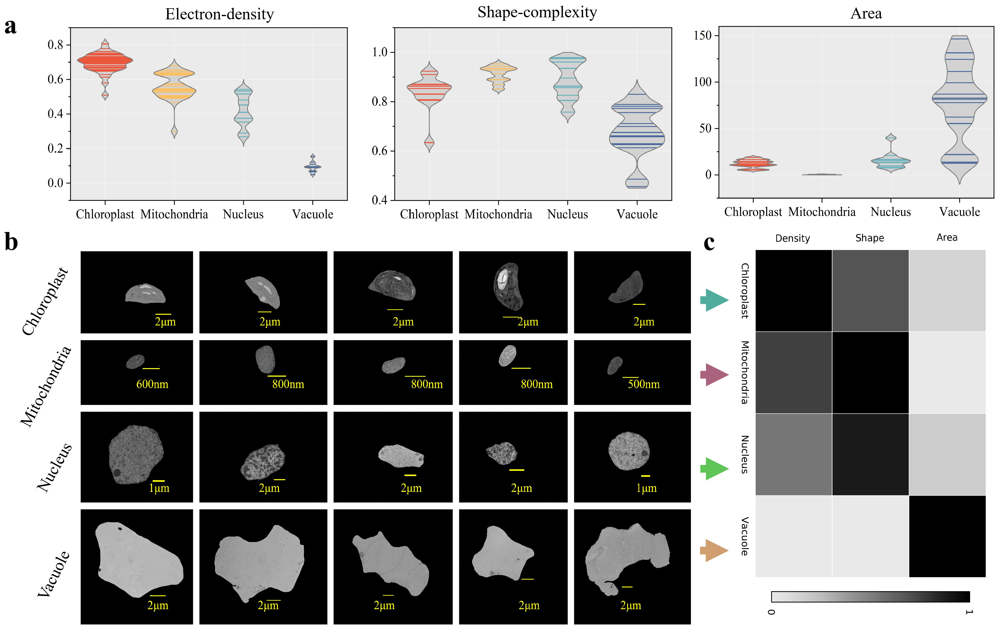 a
Electron-density
0.8
0.6
0.4
0.2
0.0
Chloroplast Mitochondria Nucleus Vacuole
Shape-complexity
1.0
0.8
0.6
0.4
Chloroplast Mitochondria Nucleus Vacuole
Area
150
100
50
0
Chloroplast Mitochondria Nucleus Vacuole
b
Chloroplast
2μm 2μm 2μm 2μm 2μm
Mitochondria
600nm 800nm 800nm 800nm 500nm
Nucleus
1μm 2μm 2μm 2μm 1μm
Vacuole
2μm 2μm 2μm 2μm 2μm
c
Density Shape Area
Chloroplast
Mitochondria
Nucleus
Vacuole
0 1